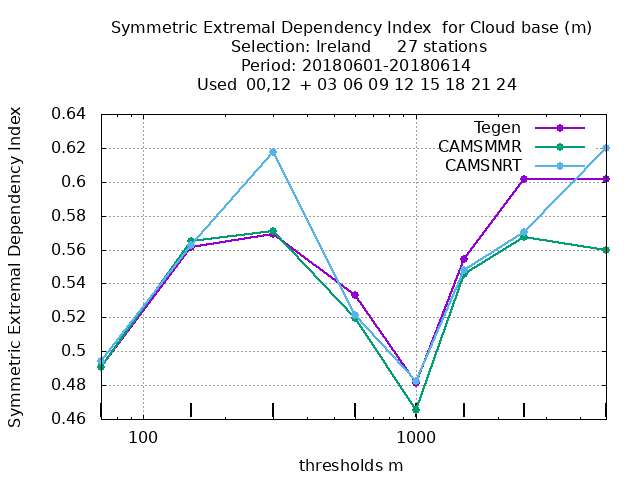 Symmetric Extremal Dependency Index for Cloud base (m)
Selection: Ireland 27 stations
Period: 20180601-20180614
Used 00,12 + 03 06 09 12 15 18 21 24
Symmetric Extremal Dependency Index
0.64
0.62
0.6
0.58
0.56
0.54
0.52
0.5
0.48
0.46
Tegen
CAMSMMR
CAMSNRT
100
1000
thresholds m